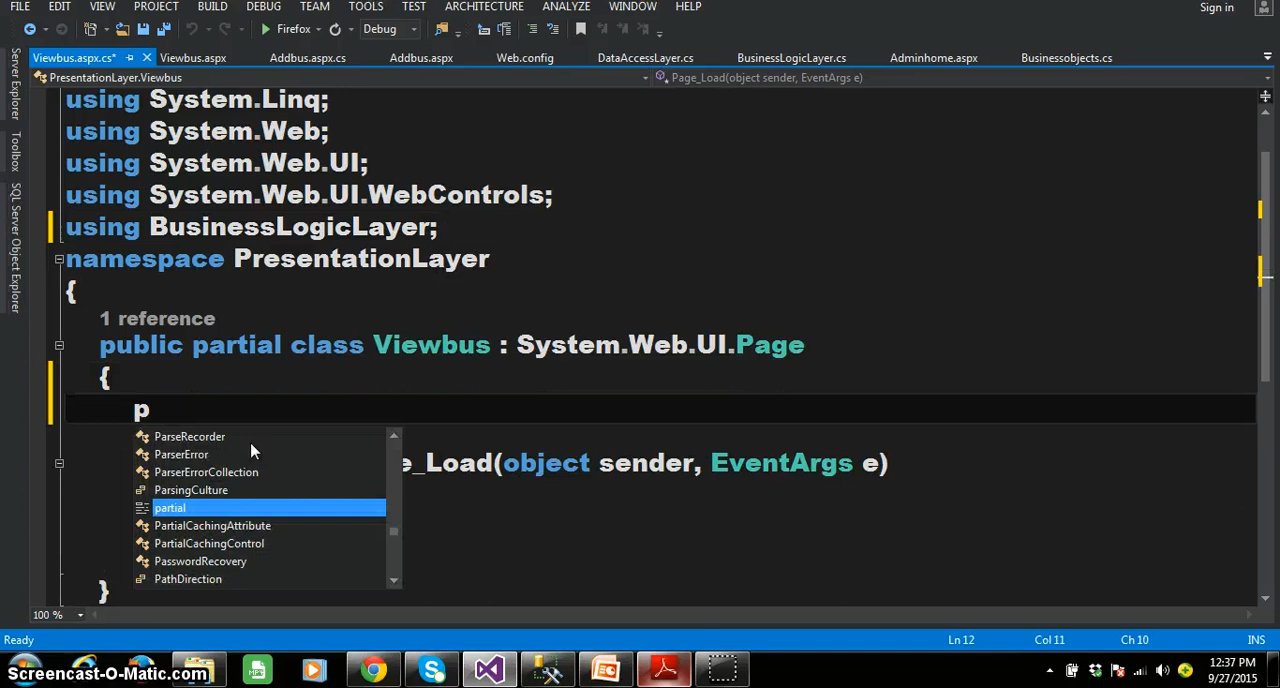 FILE EDIT VIEW PROJECT BUILD DEBUG TEAM TOOLS TEST ARCHITECTURE ANALYZE WINDOW HELP Sign in
Firefox Debug
Viewbus.aspx.cs* Viewbus.aspx Addbus.aspx.cs Addbus.aspx Web.config DataAccessLayer.cs BusinessLogicLayer.cs Adminhome.aspx Businessobjects.cs
PresentationLayer.Viewbus Page_Load(object sender, EventArgs e)
Server Explorer
Toolbox
SQL Server Object Explorer
using System.Linq;
using System.Web;
using System.Web.UI;
using System.Web.UI.WebControls;
using BusinessLogicLayer;
namespace PresentationLayer
{
1 reference
public partial class Viewbus : System.Web.UI.Page
{
p
ParseRecorder
ParserError
e_Load(object sender, EventArgs e)
ParserErrorCollection
ParsingCulture
partial
PartialCachingAttribute
PartialCachingControl
PasswordRecovery
PathDirection
}
100 %
Ready Ln 12 Col 11 Ch 10 INS
Screencast-O-Matic.com
12:37 PM
9/27/2015